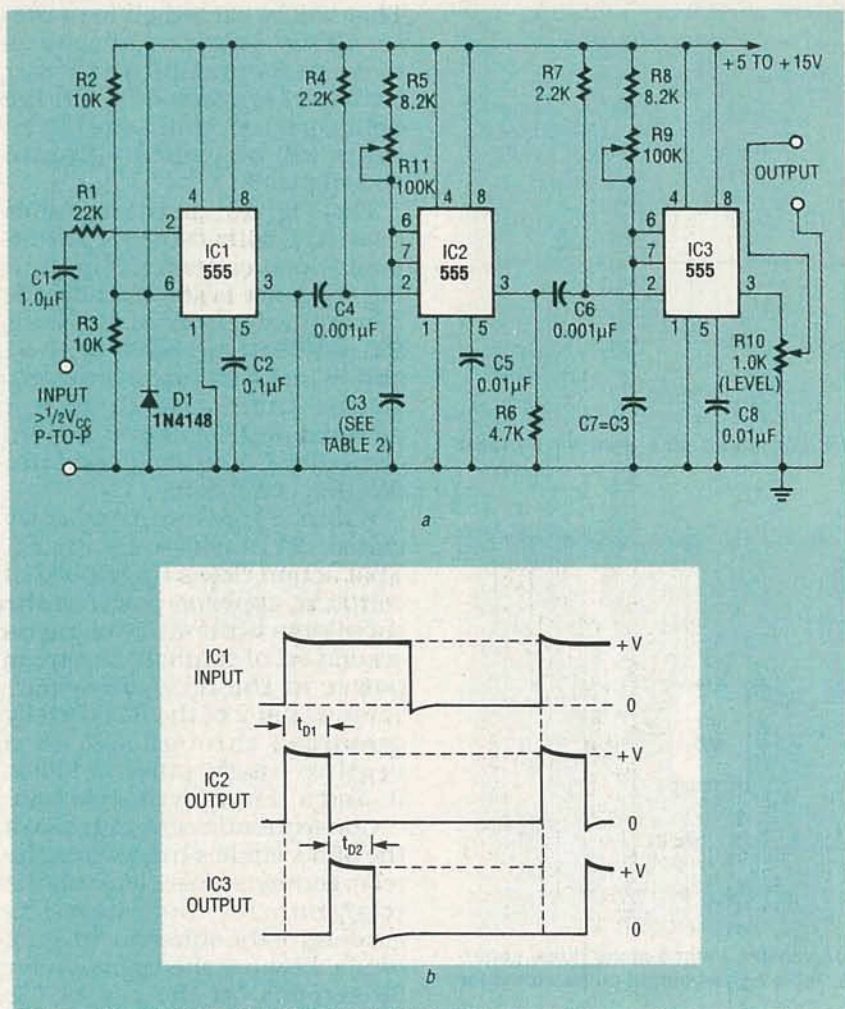 R2
10K
R4
2.2K
R5
8.2K
R7
2.2K
R8
8.2K
+5 TO +15V
R11
100K
R9
100K
OUTPUT
R1
22K
4
8
4
8
4
8
2
6
6
C1
1.0µF
IC1
555
7
IC2
555
7
IC3
555
6
3
2
3
2
3
R3
10K
1
5
C4
0.001µF
1
5
C6
0.001µF
1
5
R10
1.0K
(LEVEL)
INPUT
>1/2VCC
P-TO-P
D1
1N4148
C2
0.1µF
C3
(SEE
TABLE 2)
C5
0.01µF
R6
4.7K
C7=C3
C8
0.01µF
a
IC1
INPUT
+V
0
tD1
IC2
OUTPUT
+V
0
tD2
IC3
OUTPUT
+V
0
b